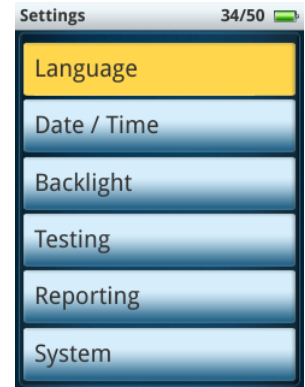 Settings 34/50
Language
Date / Time
Backlight
Testing
Reporting
System